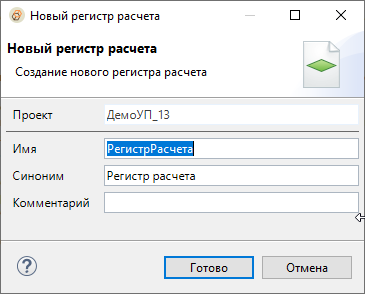 Новый регистр расчета
Новый регистр расчета
Создание нового регистра расчета
Проект ДемоУП_13
Имя РегистрРасчета
Синоним Регистр расчета
Комментарий
? Готово Отмена